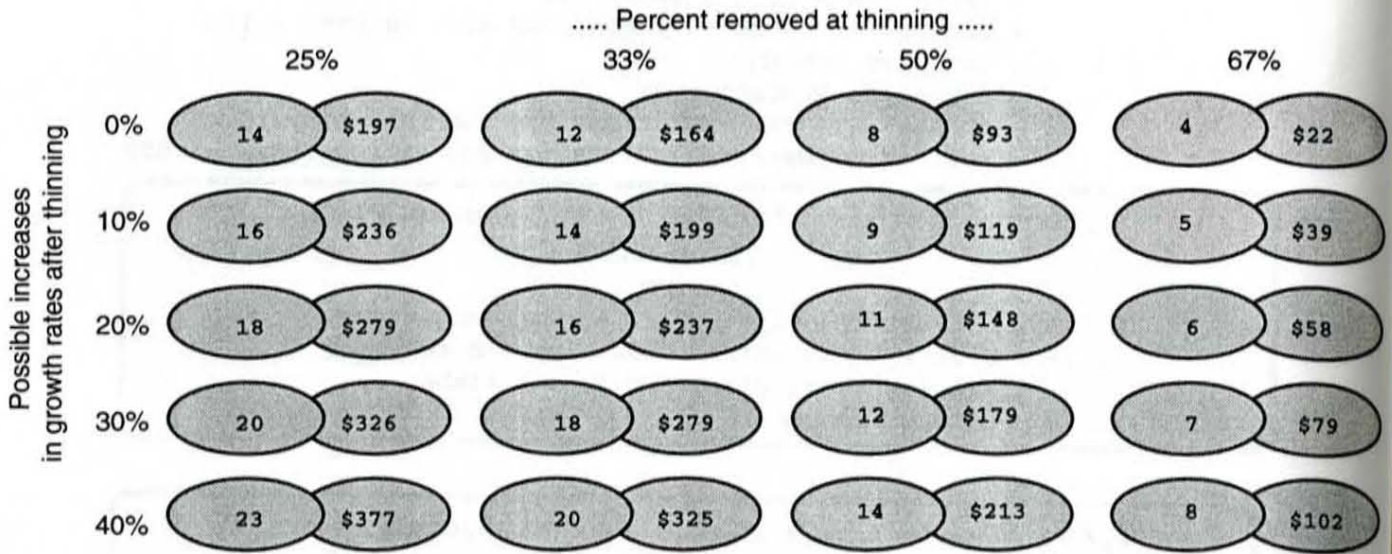 ..... Percent removed at thinning .....
25% 33% 50% 67%
Possible increases
in growth rates after thinning
0% 14 $197 12 $164 8 $93 4 $22
10% 16 $236 14 $199 9 $119 5 $39
20% 18 $279 16 $237 11 $148 6 $58
30% 20 $326 18 $279 12 $179 7 $79
40% 23 $377 20 $325 14 $213 8 $102